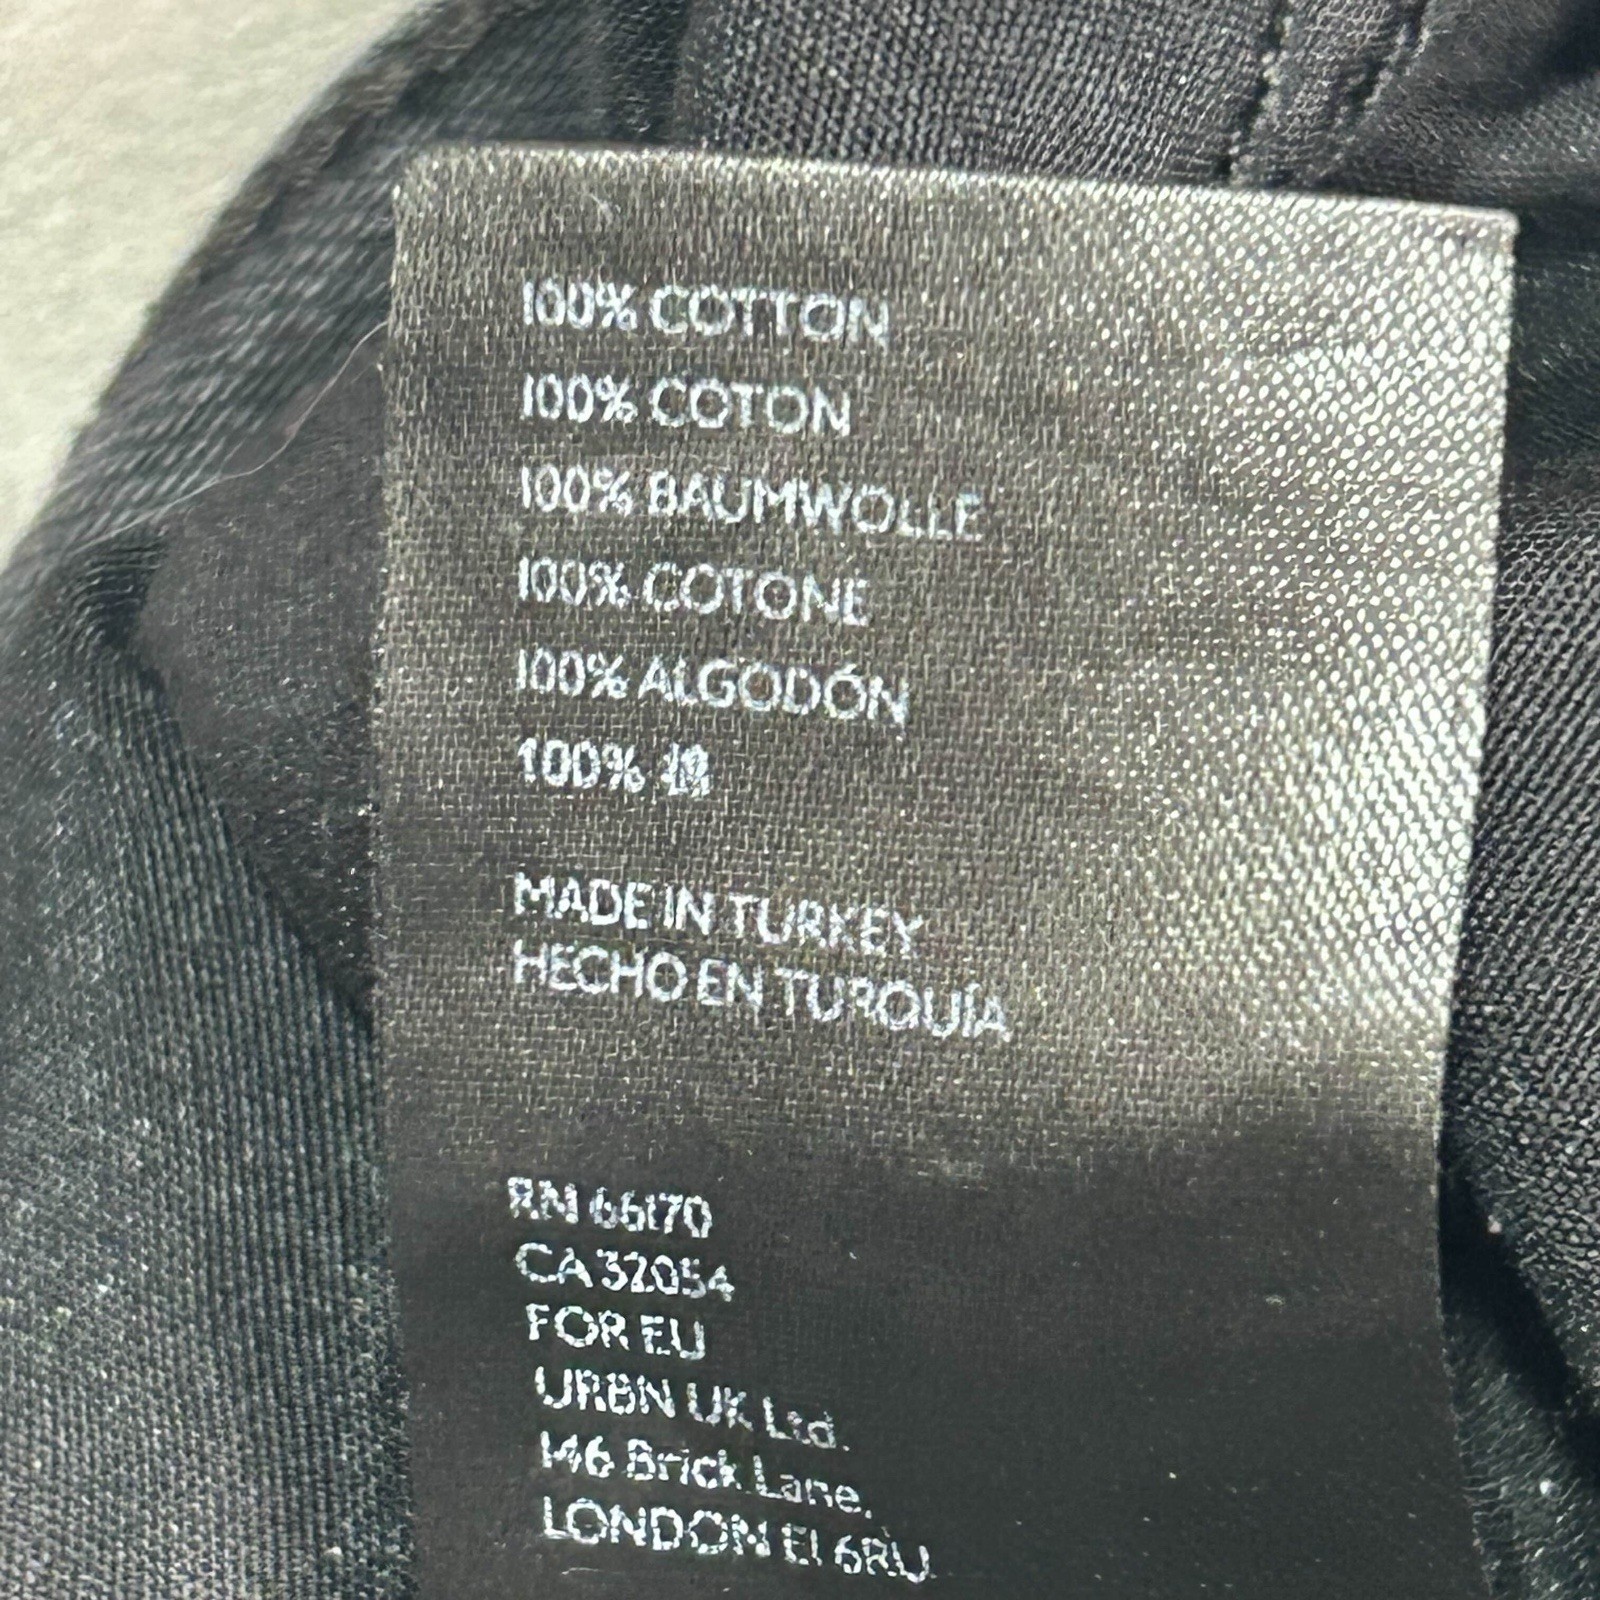 100% COTTON
100% COTON
100% BAUMWOLLE
100% COTONE
100% ALGODÓN
100% 棉
MADE IN TURKEY
HECHO EN TURQUÍA
RN 66170
CA 32054
FOR EU
URBN UK Ltd.
146 Brick Lane,
LONDON E1 6RU